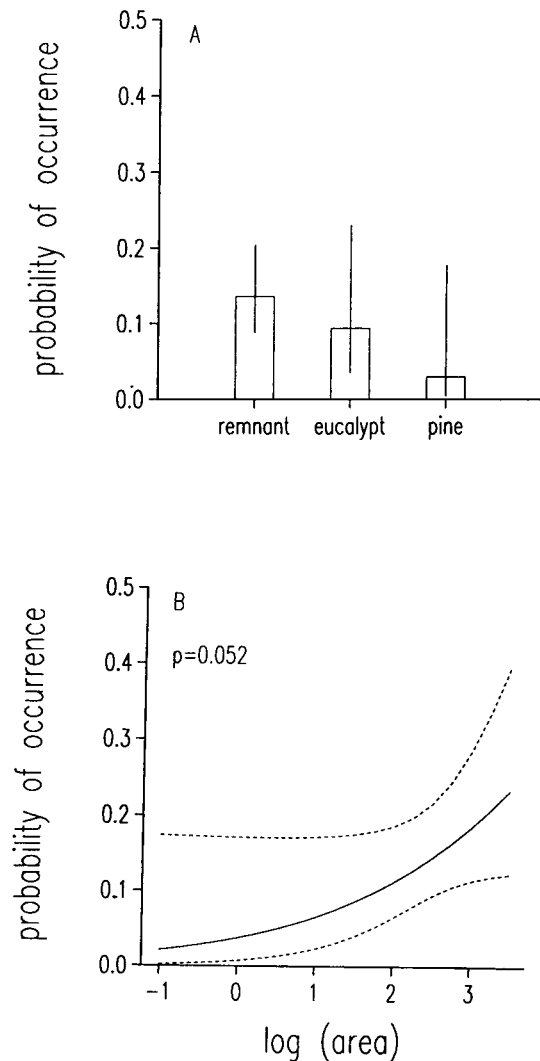 A
probability of occurrence
0.5
0.4
0.3
0.2
0.1
0.0
remnant eucalypt pine
B
p=0.052
probability of occurrence
0.5
0.4
0.3
0.2
0.1
0.0
-1 0 1 2 3
log (area)